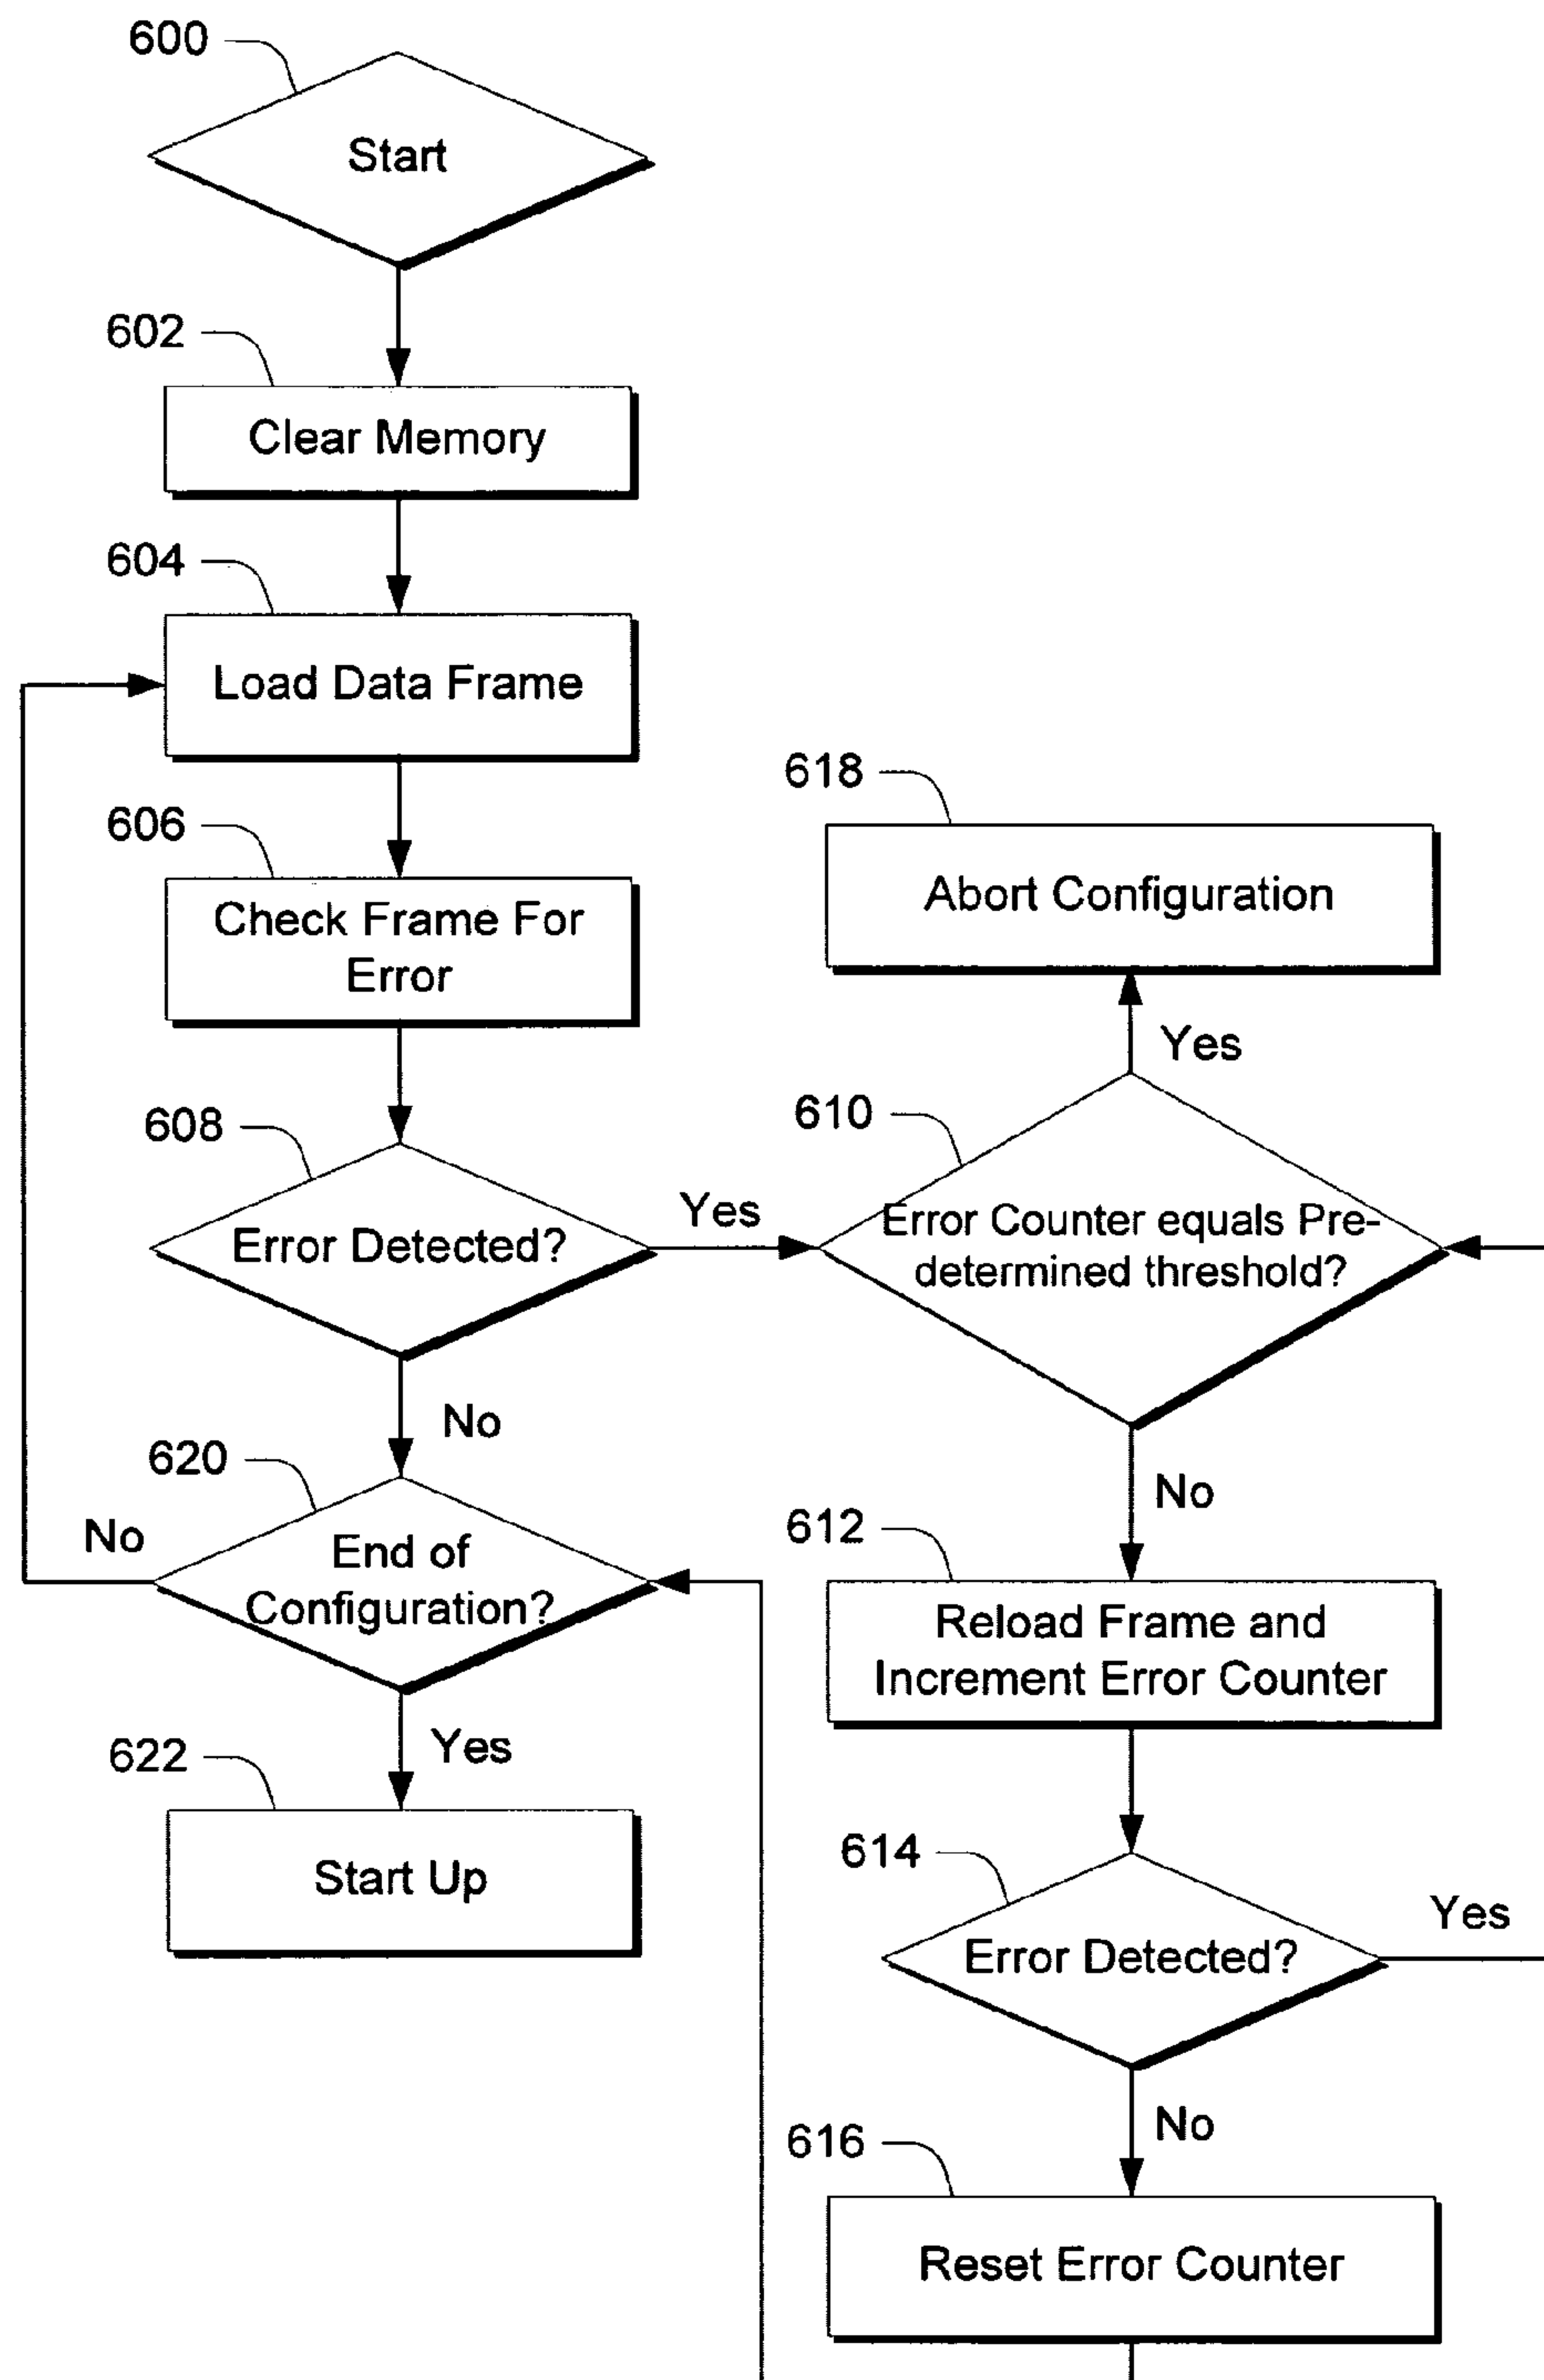 600
Start
602
Clear Memory
604
Load Data Frame
606
Check Frame For
Error
608
Error Detected?
Yes
No
620
End of
Configuration?
No
Yes
622
Start Up
618
Abort Configuration
Yes
610
Error Counter equals Pre-
determined threshold?
No
612
Reload Frame and
Increment Error Counter
614
Error Detected?
Yes
No
616
Reset Error Counter